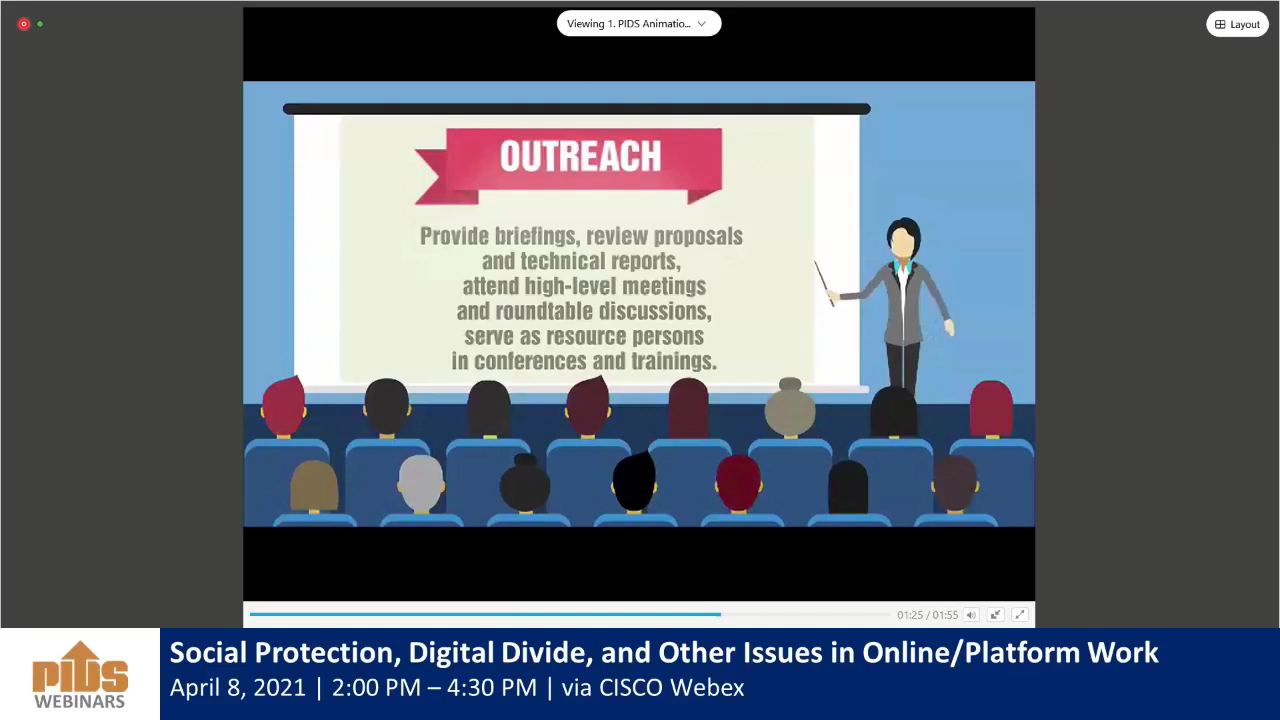 Viewing 1. PIDS Animatio...
Layout
OUTREACH
Provide briefings, review proposals
and technical reports,
attend high-level meetings
and roundtable discussions,
serve as resource persons
in conferences and trainings.
01:25 / 01:55
PIDS
WEBINARS
Social Protection, Digital Divide, and Other Issues in Online/Platform Work
April 8, 2021 | 2:00 PM – 4:30 PM | via CISCO Webex